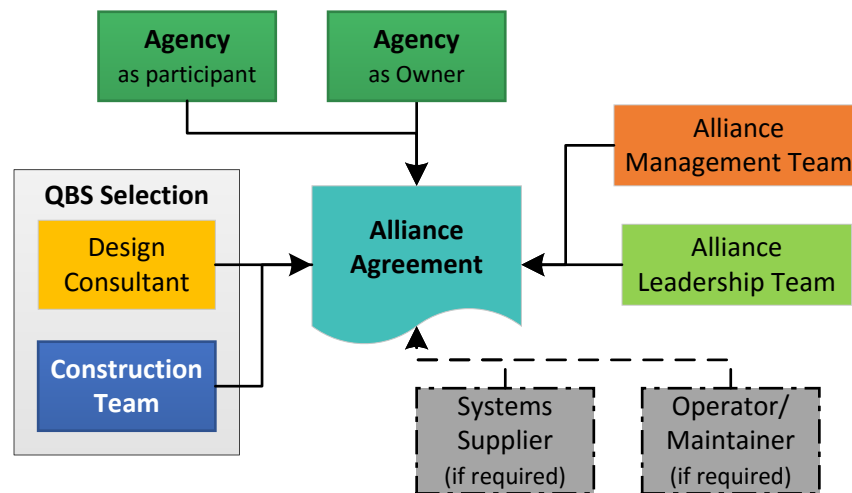 Agency
as participant
Agency
as Owner
Alliance
Management Team
QBS Selection
Design
Consultant
Alliance
Agreement
Alliance
Leadership Team
Construction
Team
Systems
Supplier
(if required)
Operator/
Maintainer
(if required)